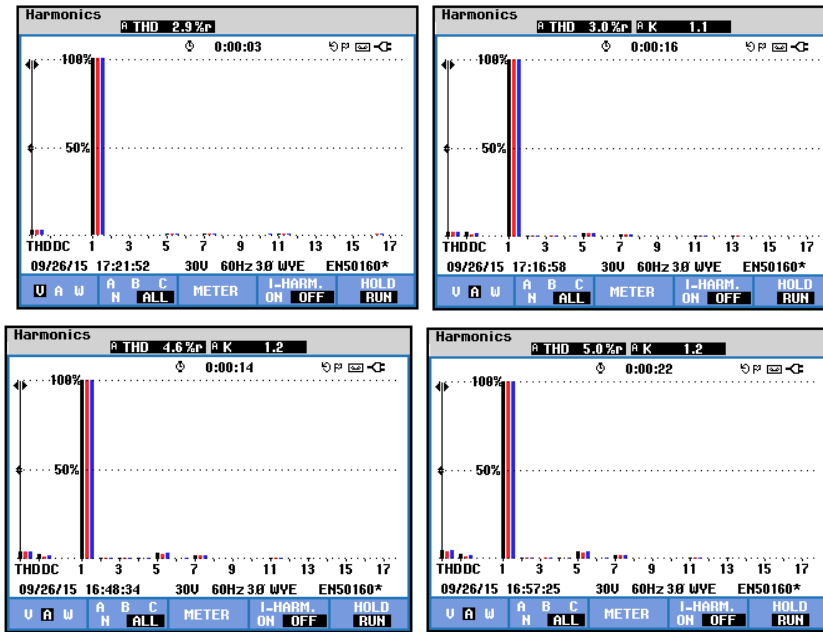 Harmonics
A THD 2.9%r
0:00:03
100%
50%
THDDC 1 3 5 7 9 11 13 15 17
09/26/15 17:21:52 30V 60Hz 3Ø WYE EN50160*
V A W A B C N ALL METER I-HARM. ON OFF HOLD RUN
Harmonics
A THD 3.0%r A K 1.1
0:00:16
100%
50%
THDDC 1 3 5 7 9 11 13 15 17
09/26/15 17:16:58 30V 60Hz 3Ø WYE EN50160*
V A W A B C N ALL METER I-HARM. ON OFF HOLD RUN
Harmonics
A THD 4.6%r A K 1.2
0:00:14
100%
50%
THDDC 1 3 5 7 9 11 13 15 17
09/26/15 16:48:34 30V 60Hz 3Ø WYE EN50160*
V A W A B C N ALL METER I-HARM. ON OFF HOLD RUN
Harmonics
A THD 5.0%r A K 1.2
0:00:22
100%
50%
THDDC 1 3 5 7 9 11 13 15 17
09/26/15 16:57:25 30V 60Hz 3Ø WYE EN50160*
V A W A B C N ALL METER I-HARM. ON OFF HOLD RUN